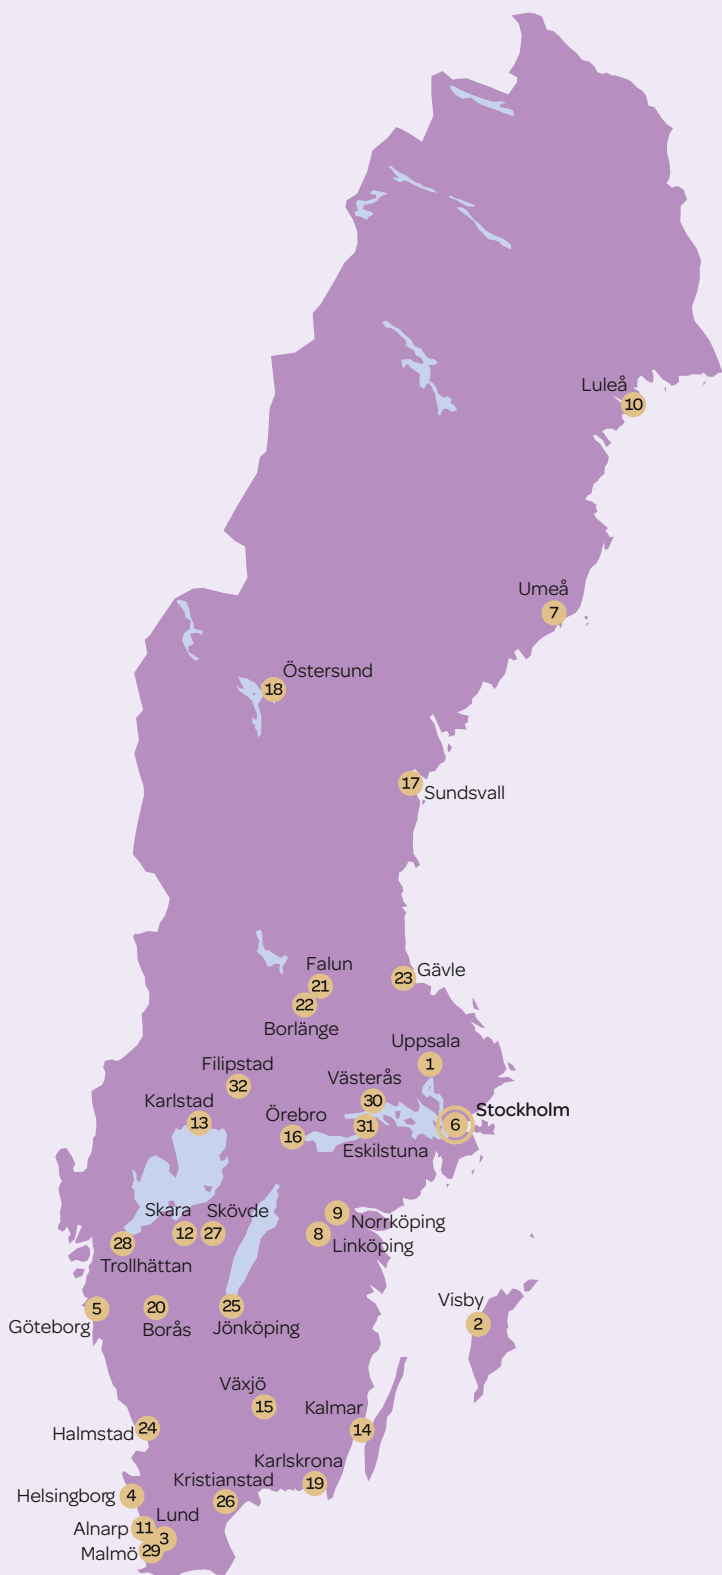 Luleå
10
Umeå
7
Östersund
18
17
Sundsvall
Falun
21
22
Borlänge
Gävle
23
Uppsala
1
Filipstad
32
Västerås
30
Karlstad
13
Örebro
16
31
Eskilstuna
Stockholm
6
Skara
12
Skövde
27
9
Norrköping
8
Linköping
28
Trollhättan
5
Göteborg
20
Borås
25
Jönköping
Visby
2
Växjö
15
Kalmar
14
24
Halmstad
Karlskrona
19
Kristianstad
26
Helsingborg
4
Lund
3
Alnarp
11
Malmö
29